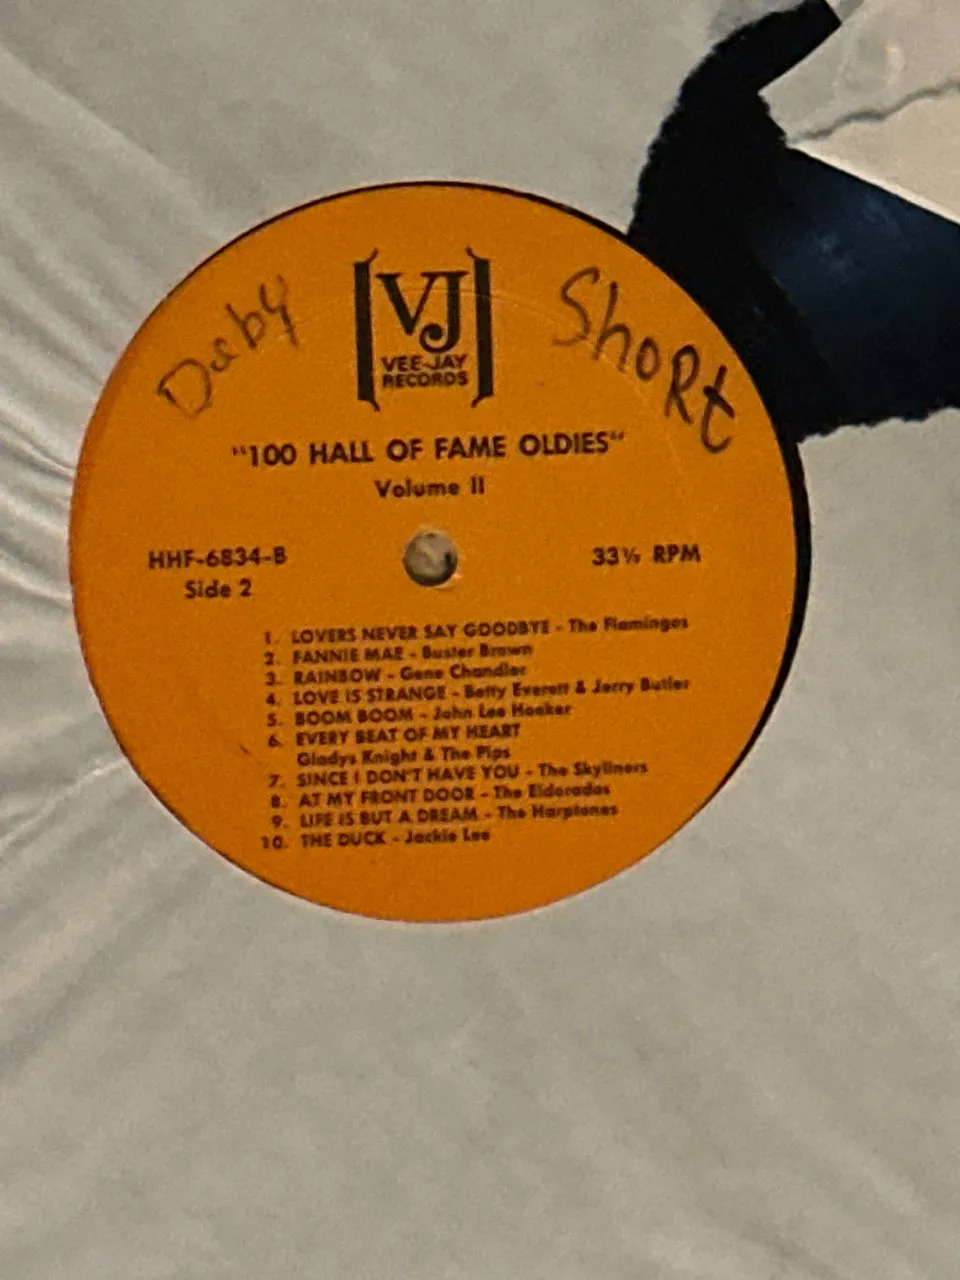 Deby Short
VJ
VEE-JAY
RECORDS
"100 HALL OF FAME OLDIES"
Volume II
HHF-6834-B 33⅓ RPM
Side 2
1. LOVERS NEVER SAY GOODBYE - The Flamingos
2. FANNIE MAE - Buster Brown
3. RAINBOW - Gene Chandler
4. LOVE IS STRANGE - Betty Everett & Jerry Butler
5. BOOM BOOM - John Lee Hooker
6. EVERY BEAT OF MY HEART
Gladys Knight & The Pips
7. SINCE I DON'T HAVE YOU - The Skyliners
8. AT MY FRONT DOOR - The Eldorados
9. LIFE IS BUT A DREAM - The Harptones
10. THE DUCK - Jackie Lee